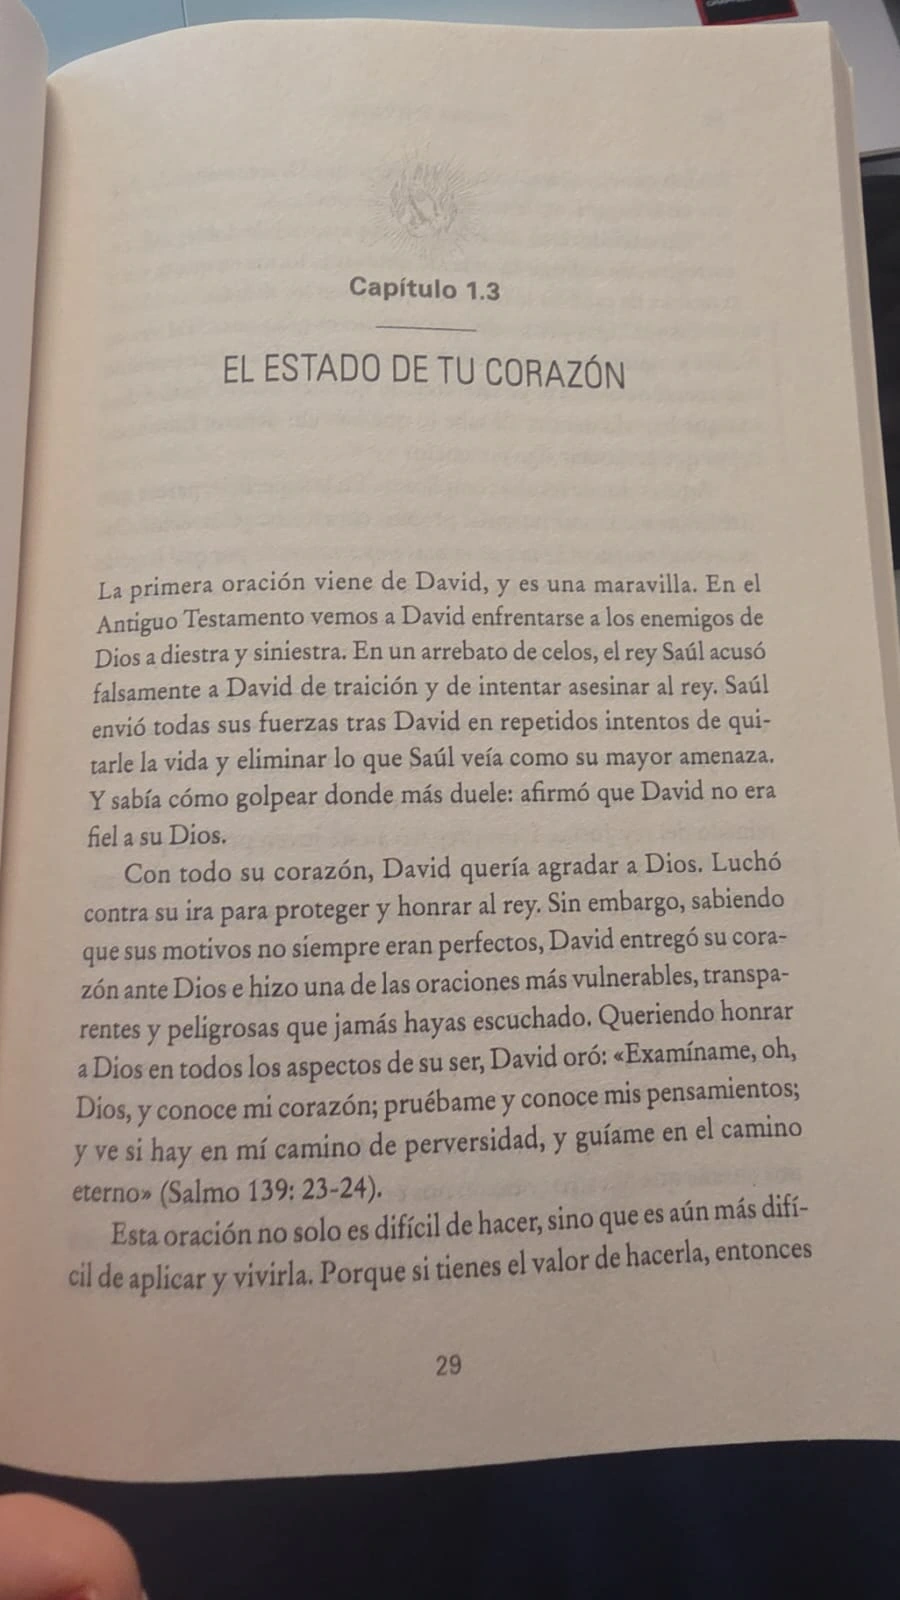 Capítulo 1.3
EL ESTADO DE TU CORAZÓN
La primera oración viene de David, y es una maravilla. En el
Antiguo Testamento vemos a David enfrentarse a los enemigos de
Dios a diestra y siniestra. En un arrebato de celos, el rey Saúl acusó
falsamente a David de traición y de intentar asesinar al rey. Saúl
envió todas sus fuerzas tras David en repetidos intentos de qui-
tarle la vida y eliminar lo que Saúl veía como su mayor amenaza.
Y sabía cómo golpear donde más duele: afirmó que David no era
fiel a su Dios.
Con todo su corazón, David quería agradar a Dios. Luchó
contra su ira para proteger y honrar al rey. Sin embargo, sabiendo
que sus motivos no siempre eran perfectos, David entregó su cora-
zón ante Dios e hizo una de las oraciones más vulnerables, transpa-
rentes y peligrosas que jamás hayas escuchado. Queriendo honrar
a Dios en todos los aspectos de su ser, David oró: «Examíname, oh,
Dios, y conoce mi corazón; pruébame y conoce mis pensamientos;
y ve si hay en mí camino de perversidad, y guíame en el camino
eterno» (Salmo 139: 23-24).
Esta oración no solo es difícil de hacer, sino que es aún más difí-
cil de aplicar y vivirla. Porque si tienes el valor de hacerla, entonces
29